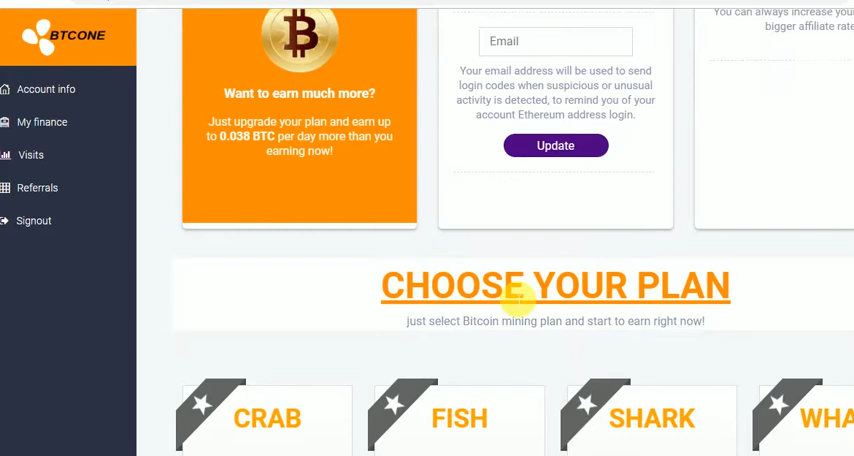 BTCONE
Account info
My finance
Visits
Referrals
Signout
Want to earn much more?
Just upgrade your plan and earn up
to 0.038 BTC per day more than you
earning now!
Email
Your email address will be used to send
login codes when suspicious or unusual
activity is detected, to remind you of your
account Ethereum address login.
Update
You can always increase your
bigger affiliate rate
CHOOSE YOUR PLAN
just select Bitcoin mining plan and start to earn right now!
CRAB
FISH
SHARK
WHA